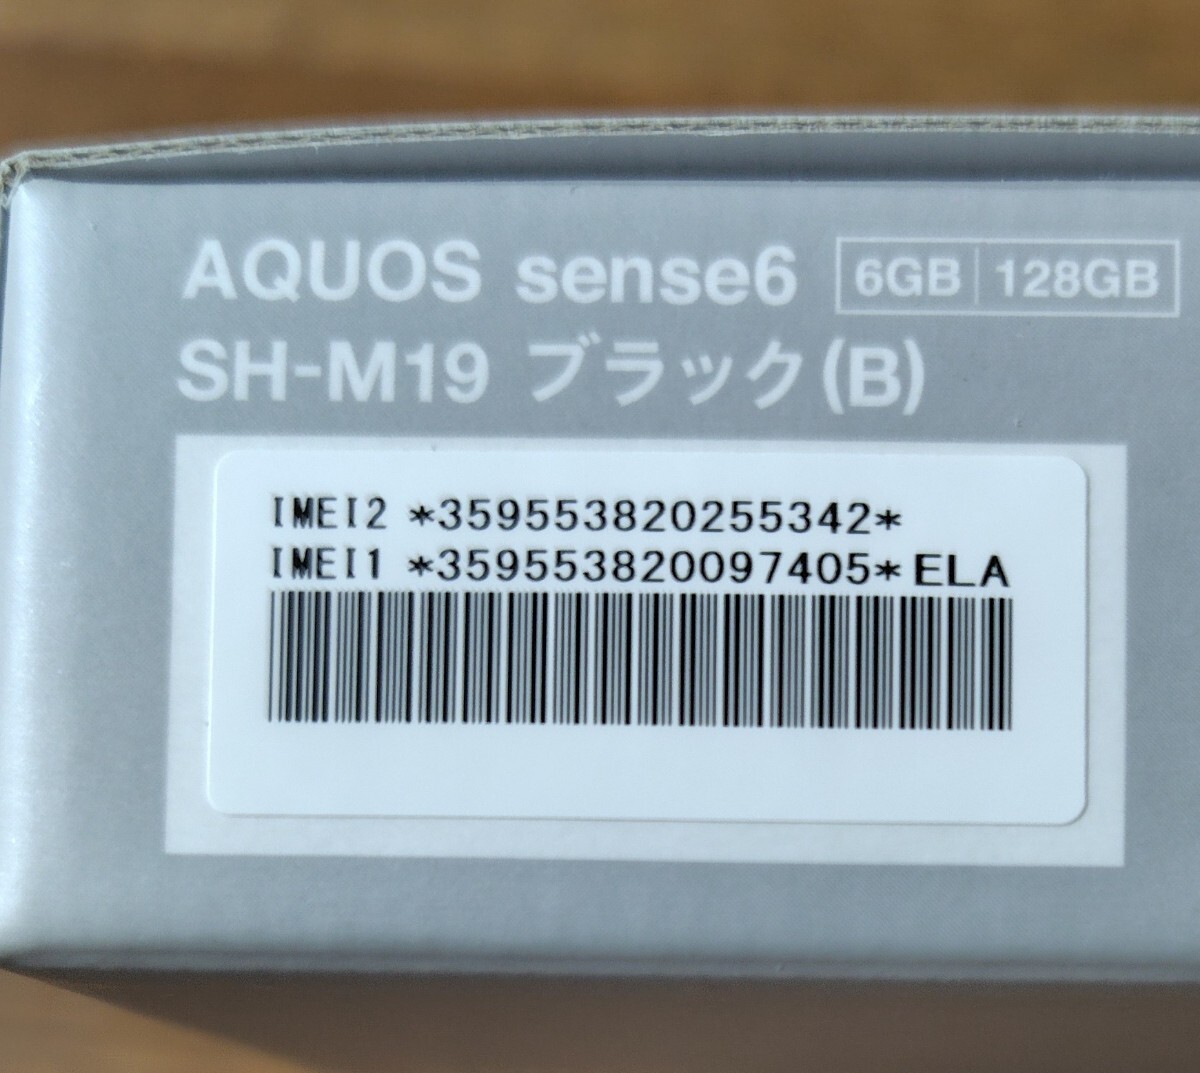 AQUOS sense6 6GB 128GB
SH-M19 ブラック(B)
IMEI2 *359553820255342*
IMEI1 *359553820097405*ELA